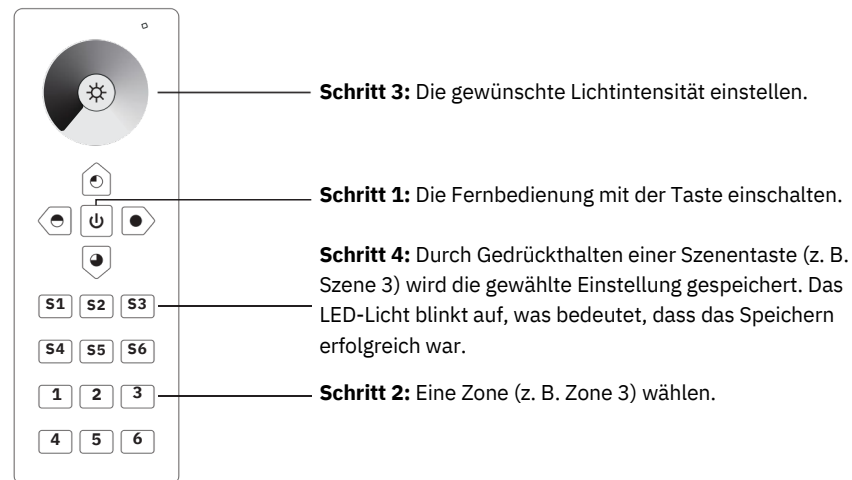 Schritt 3: Die gewünschte Lichtintensität einstellen.
Schritt 1: Die Fernbedienung mit der Taste einschalten.
Schritt 4: Durch Gedrückthalten einer Szenentaste (z. B.
Szene 3) wird die gewählte Einstellung gespeichert. Das
LED-Licht blinkt auf, was bedeutet, dass das Speichern
erfolgreich war.
S1 S2 S3
S4 S5 S6
Schritt 2: Eine Zone (z. B. Zone 3) wählen.
1 2 3
4 5 6